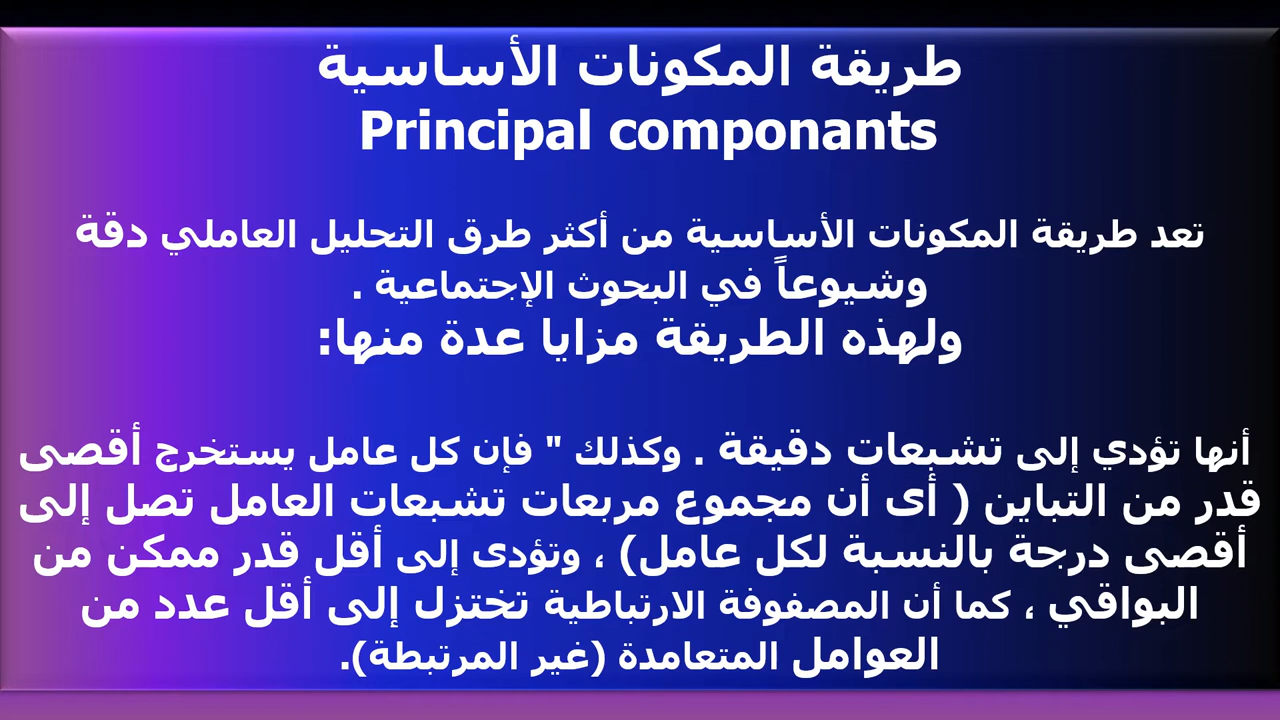 طريقة المكونات الأساسية
Principal componants
تعد طريقة المكونات الأساسية من أكثر طرق التحليل العاملي دقة
وشيوعاً في البحوث الإجتماعية .
ولهذه الطريقة مزايا عدة منها:
أنها تؤدي إلى تشبعات دقيقة . وكذلك " فإن كل عامل يستخرج أقصى
قدر من التباين ( أى أن مجموع مربعات تشبعات العامل تصل إلى
أقصى درجة بالنسبة لكل عامل) ، وتؤدى إلى أقل قدر ممكن من
البواقي ، كما أن المصفوفة الارتباطية تختزل إلى أقل عدد من
العوامل المتعامدة (غير المرتبطة).